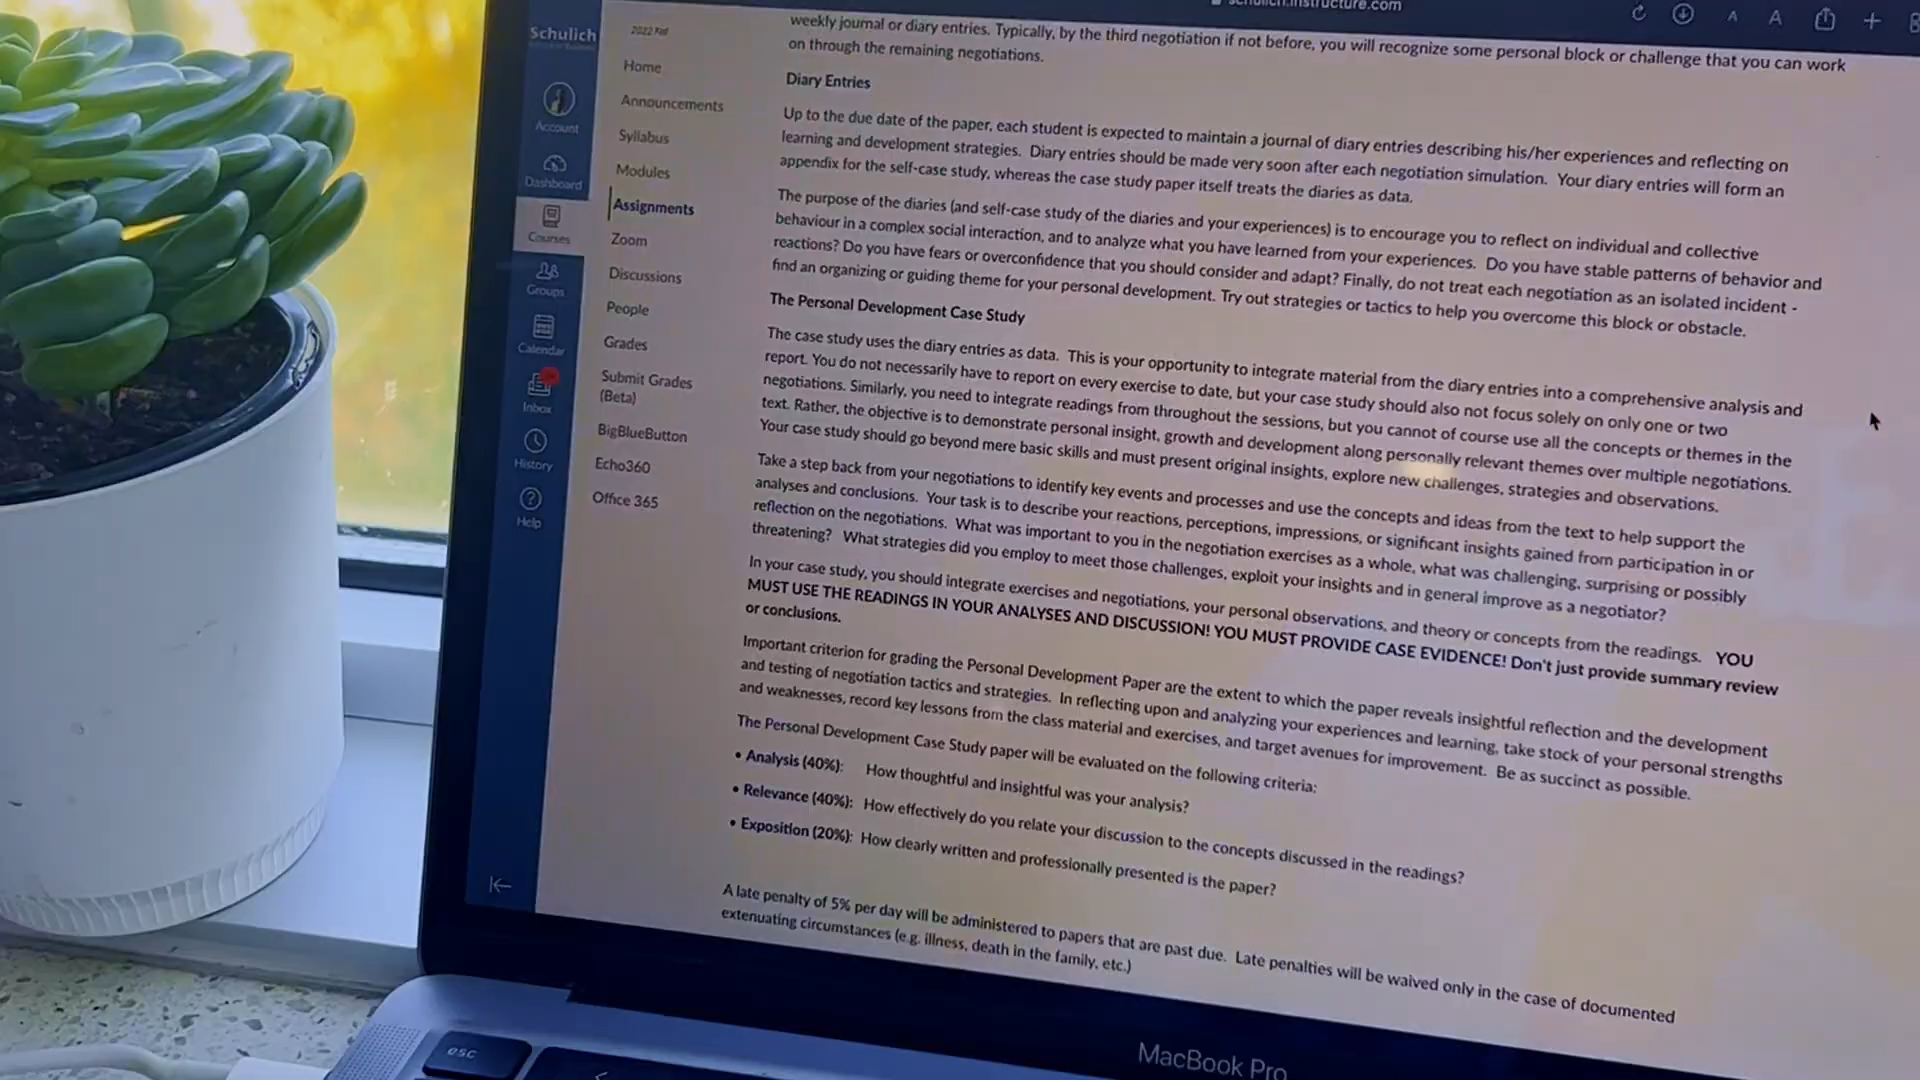 schulich.instructure.com
A A
Schulich
2022 Fall
Account
Dashboard
Courses
Groups
Calendar
Inbox
History
Help
Home
Announcements
Syllabus
Modules
Assignments
Zoom
Discussions
People
Grades
Submit Grades
(Beta)
BigBlueButton
Echo360
Office 365
weekly journal or diary entries. Typically, by the third negotiation if not before, you will recognize some personal block or challenge that you can work
on through the remaining negotiations.
Diary Entries
Up to the due date of the paper, each student is expected to maintain a journal of diary entries describing his/her experiences and reflecting on
learning and development strategies. Diary entries should be made very soon after each negotiation simulation. Your diary entries will form an
appendix for the self-case study, whereas the case study paper itself treats the diaries as data.
The purpose of the diaries (and self-case study of the diaries and your experiences) is to encourage you to reflect on individual and collective
behaviour in a complex social interaction, and to analyze what you have learned from your experiences. Do you have stable patterns of behavior and
reactions? Do you have fears or overconfidence that you should consider and adapt? Finally, do not treat each negotiation as an isolated incident -
find an organizing or guiding theme for your personal development. Try out strategies or tactics to help you overcome this block or obstacle.
The Personal Development Case Study
The case study uses the diary entries as data. This is your opportunity to integrate material from the diary entries into a comprehensive analysis and
report. You do not necessarily have to report on every exercise to date, but your case study should also not focus solely on only one or two
negotiations. Similarly, you need to integrate readings from throughout the sessions, but you cannot of course use all the concepts or themes in the
text. Rather, the objective is to demonstrate personal insight, growth and development along personally relevant themes over multiple negotiations.
Your case study should go beyond mere basic skills and must present original insights, explore new challenges, strategies and observations.
Take a step back from your negotiations to identify key events and processes and use the concepts and ideas from the text to help support the
analyses and conclusions. Your task is to describe your reactions, perceptions, impressions, or significant insights gained from participation in or
reflection on the negotiations. What was important to you in the negotiation exercises as a whole, what was challenging, surprising or possibly
threatening? What strategies did you employ to meet those challenges, exploit your insights and in general improve as a negotiator?
In your case study, you should integrate exercises and negotiations, your personal observations, and theory or concepts from the readings. YOU
MUST USE THE READINGS IN YOUR ANALYSES AND DISCUSSION! YOU MUST PROVIDE CASE EVIDENCE! Don't just provide summary review
or conclusions.
Important criterion for grading the Personal Development Paper are the extent to which the paper reveals insightful reflection and the development
and testing of negotiation tactics and strategies. In reflecting upon and analyzing your experiences and learning, take stock of your personal strengths
and weaknesses, record key lessons from the class material and exercises, and target avenues for improvement. Be as succinct as possible.
The Personal Development Case Study paper will be evaluated on the following criteria:
• Analysis (40%): How thoughtful and insightful was your analysis?
• Relevance (40%): How effectively do you relate your discussion to the concepts discussed in the readings?
• Exposition (20%): How clearly written and professionally presented is the paper?
A late penalty of 5% per day will be administered to papers that are past due. Late penalties will be waived only in the case of documented
extenuating circumstances (e.g. illness, death in the family, etc.)
MacBook Pro
esc